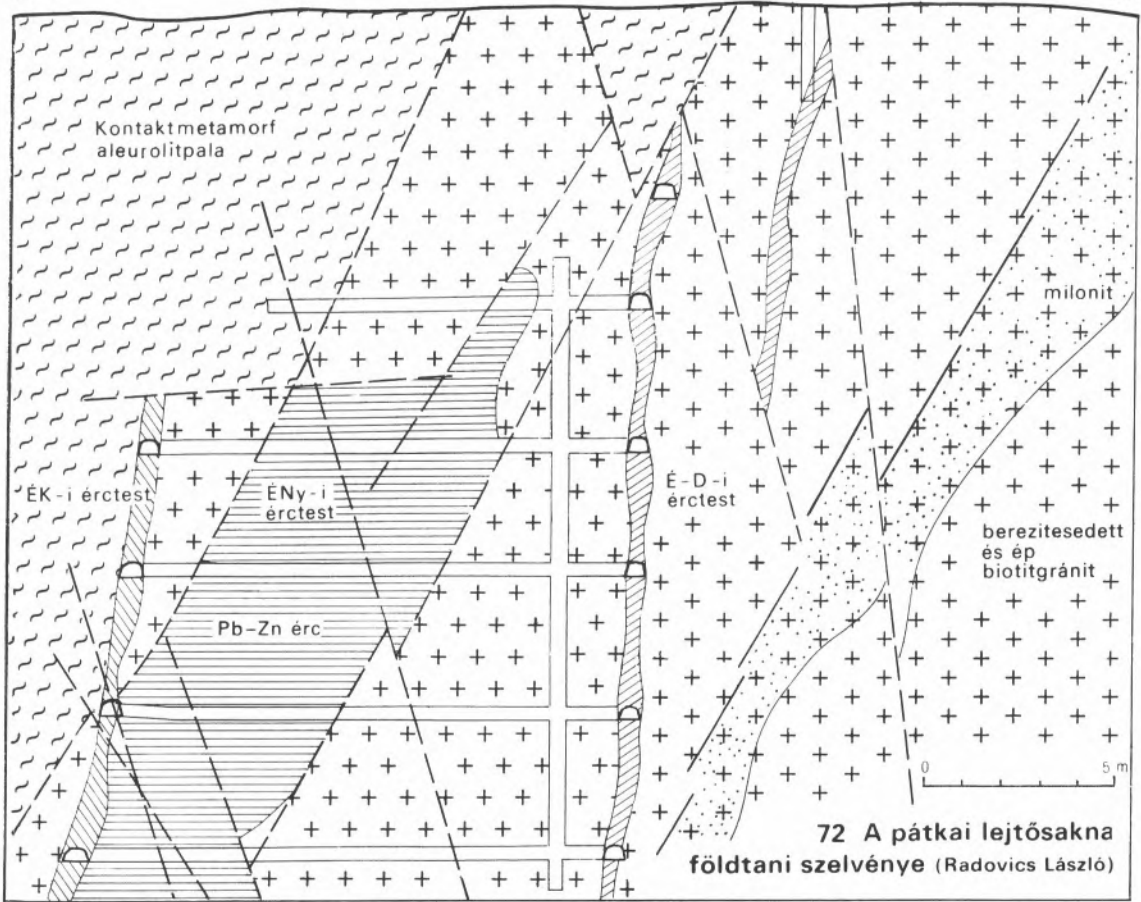 Kontaktmetamorf
aleurolitpala
milonit
ÉK-i érctest
ÉNy-i
érctest
É-D-i
érctest
berezitesedett
és ép
biotitgránit
Pb-Zn érc
0 5 m
72 A pátkai lejtősakna
földtani szelvénye (Radovics László)